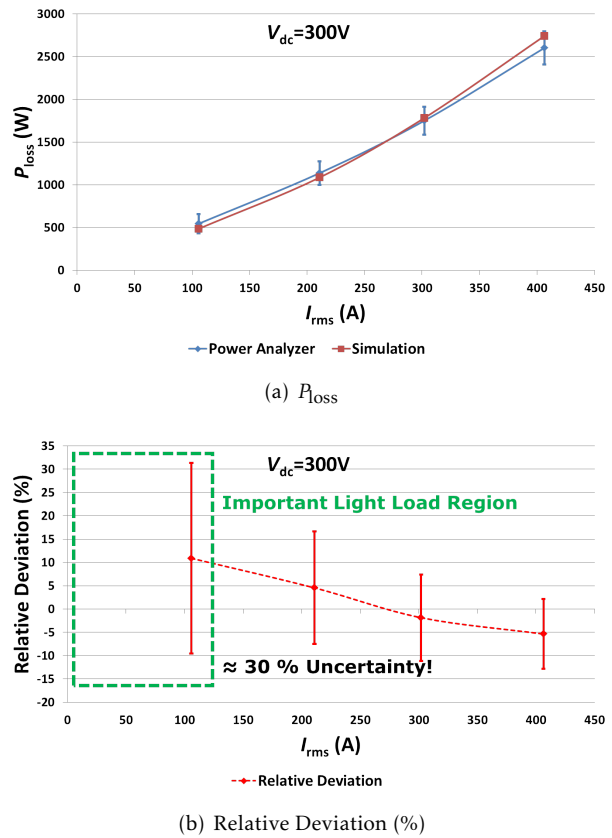 Vdc=300V
3000
2500
2000
1500
1000
500
0
Ploss (W)
0 50 100 150 200 250 300 350 400 450
Irms (A)
Power Analyzer Simulation
(a) Ploss
35
30
25
20
15
10
5
0
-5
-10
-15
-20
Relative Deviation (%)
Vdc=300V
Important Light Load Region
≈ 30 % Uncertainty!
0 50 100 150 200 250 300 350 400 450
Irms (A)
Relative Deviation
(b) Relative Deviation (%)